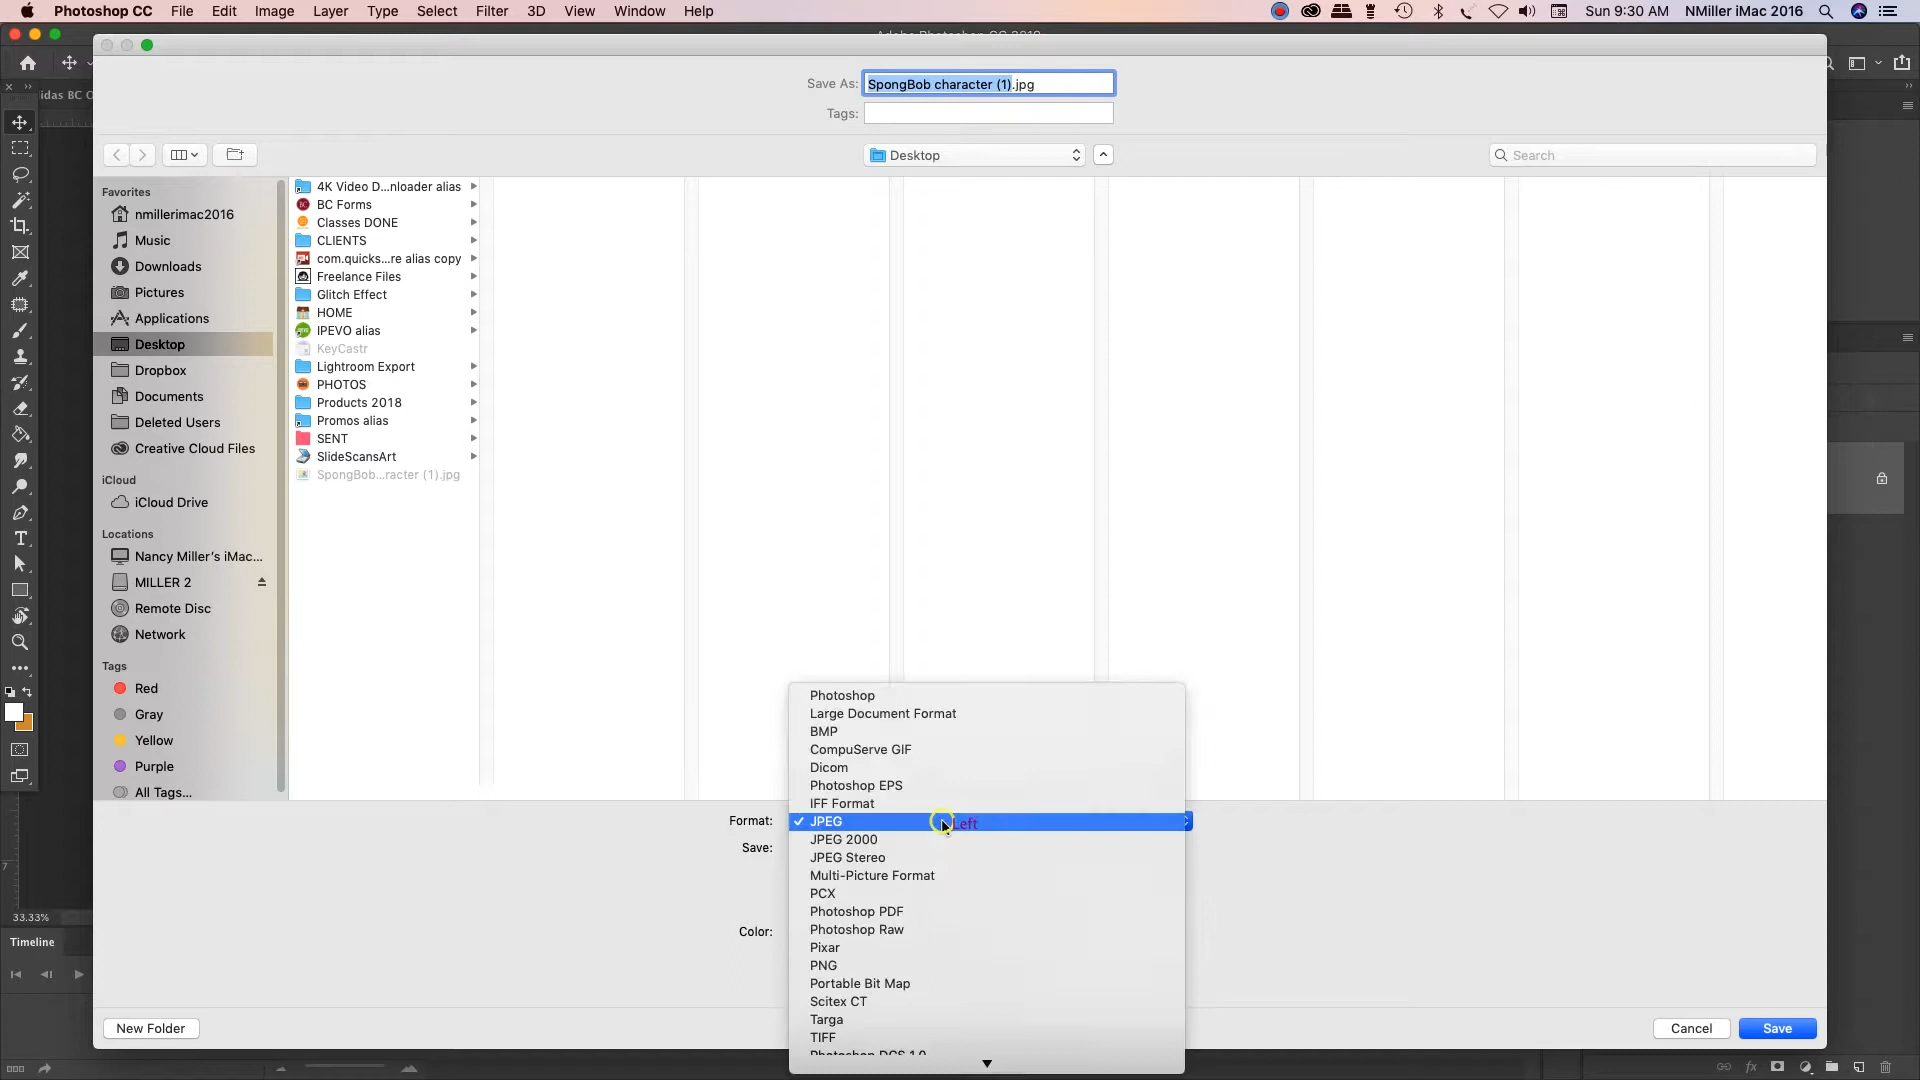 Photoshop CC File Edit Image Layer Type Select Filter 3D View Window Help Sun 9:30 AM NMiller iMac 2016
Save As: SpongBob character (1).jpg
Tags:
idas BC O
Desktop
Search
Favorites
nmillerimac2016
Music
Downloads
Pictures
Applications
Desktop
Dropbox
Documents
Deleted Users
Creative Cloud Files
iCloud
iCloud Drive
Locations
Nancy Miller's iMac...
MILLER 2
Remote Disc
Network
Tags
Red
Gray
Yellow
Purple
All Tags...
4K Video D...nloader alias
BC Forms
Classes DONE
CLIENTS
com.quicks...re alias copy
Freelance Files
Glitch Effect
HOME
IPEVO alias
KeyCastr
Lightroom Export
PHOTOS
Products 2018
Promos alias
SENT
SlideScansArt
SpongBob...racter (1).jpg
Photoshop
Large Document Format
BMP
CompuServe GIF
Dicom
Photoshop EPS
IFF Format
Format: JPEG Left
JPEG 2000
Save:
JPEG Stereo
Multi-Picture Format
PCX
Photoshop PDF
Photoshop Raw
Color:
Pixar
PNG
Portable Bit Map
Scitex CT
Targa
TIFF
Photoshop DCS 1.0
33.33%
Timeline
New Folder
Cancel
Save